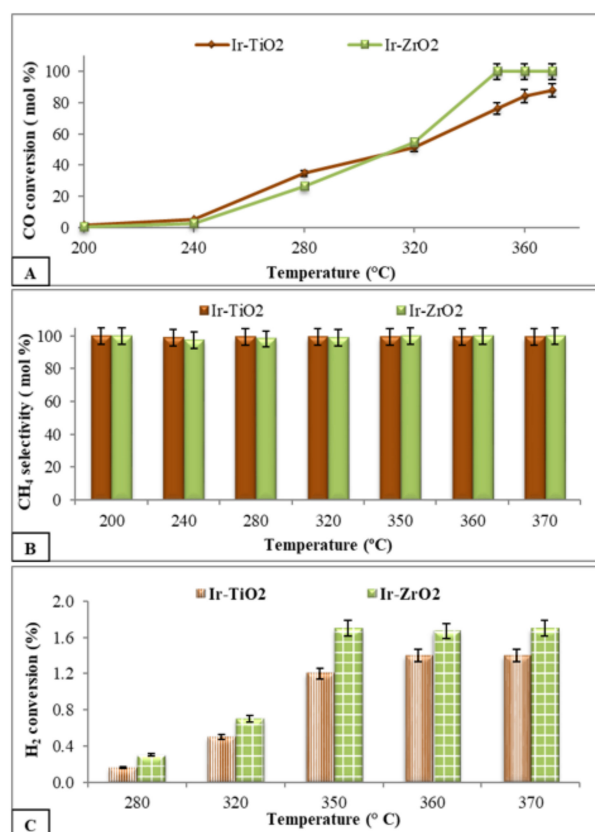 Ir-TiO2 Ir-ZrO2
CO conversion ( mol %)
100
80
60
40
20
0
200 240 280 320 360
Temperature (°C)
A
Ir-TiO2 Ir-ZrO2
CH₄ selectivity ( mol %)
100
80
60
40
20
0
200 240 280 320 350 360 370
Temperature (°C)
B
Ir-TiO2 Ir-ZrO2
H₂ conversion (%)
1.6
1.2
0.8
0.4
0.0
280 320 350 360 370
Temperature (° C)
C